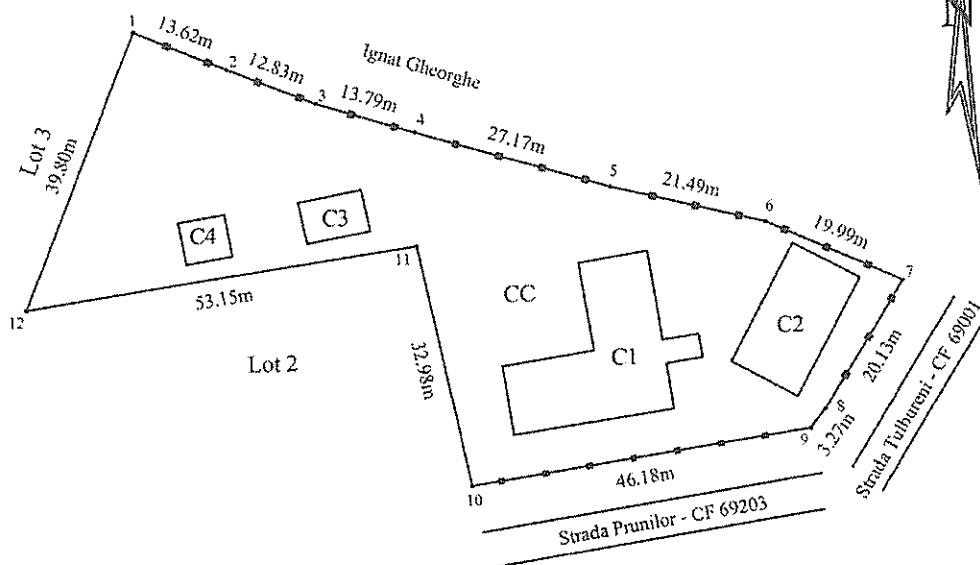 1
13.62m
2
12.83m
3
13.79m
4
Ignat Gheorghe
27.17m
5
21.49m
6
19.99m
7
Lot 3
39.80m
C4
C3
11
53.15m
12
Lot 2
32.98m
CC
C1
C2
20.13m
8
3.27m
9
46.18m
10
Strada Prunilor - CF 69203
Strada Tulbureni - CF 69001